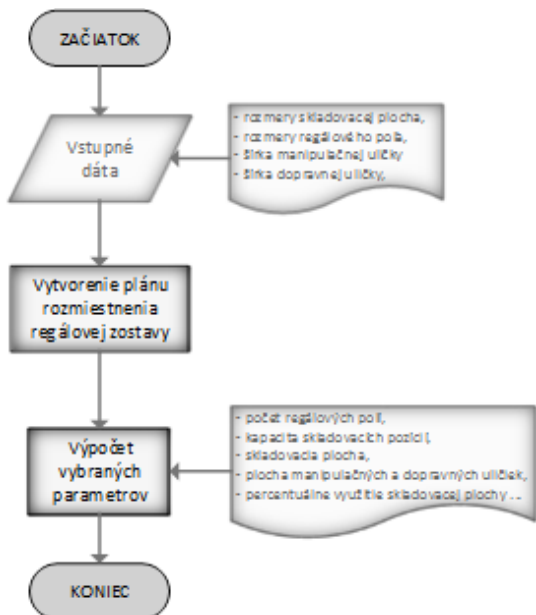 ZAČIATOK
Vstupné
dáta
- rozmery skladovacej plocha,
- rozmery regálového poľa,
- šírka manipulačnej uličky
- šírka dopravnej uličky,
Vytvorenie plánu
rozmiestnenia
regálovej zostavy
Výpočet
vybraných
parametrov
- počet regálových polí,
- kapacita skladovacích pozícií,
- skladovacia plocha,
- plocha manipulačných a dopravných uličiek,
- percentuálne využitie skladovacej plochy ...
KONIEC